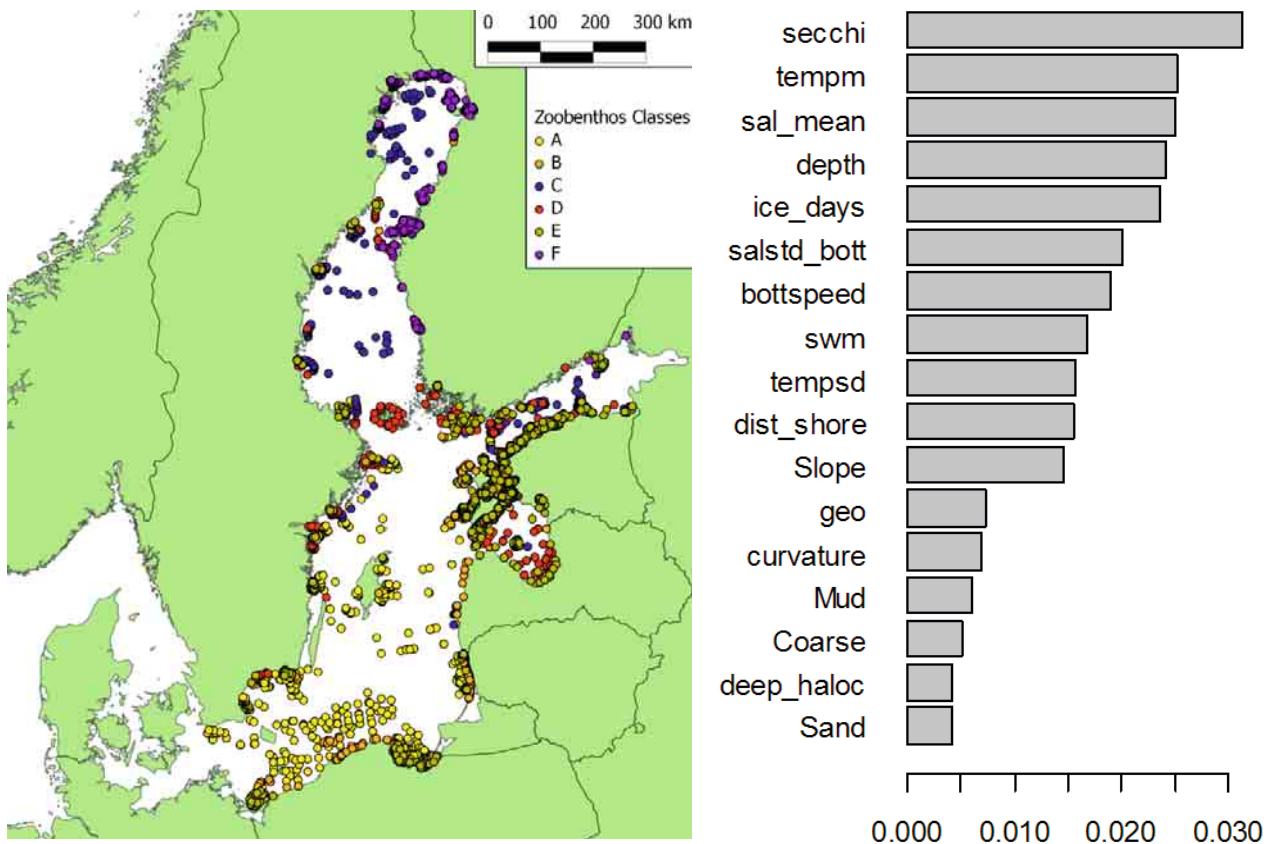 0 100 200 300 km
Zoobenthos Classes
A
B
C
D
E
F
secchi
tempm
sal_mean
depth
ice_days
salstd_bott
bottspeed
swm
tempsd
dist_shore
Slope
geo
curvature
Mud
Coarse
deep_haloc
Sand
0.000 0.010 0.020 0.030